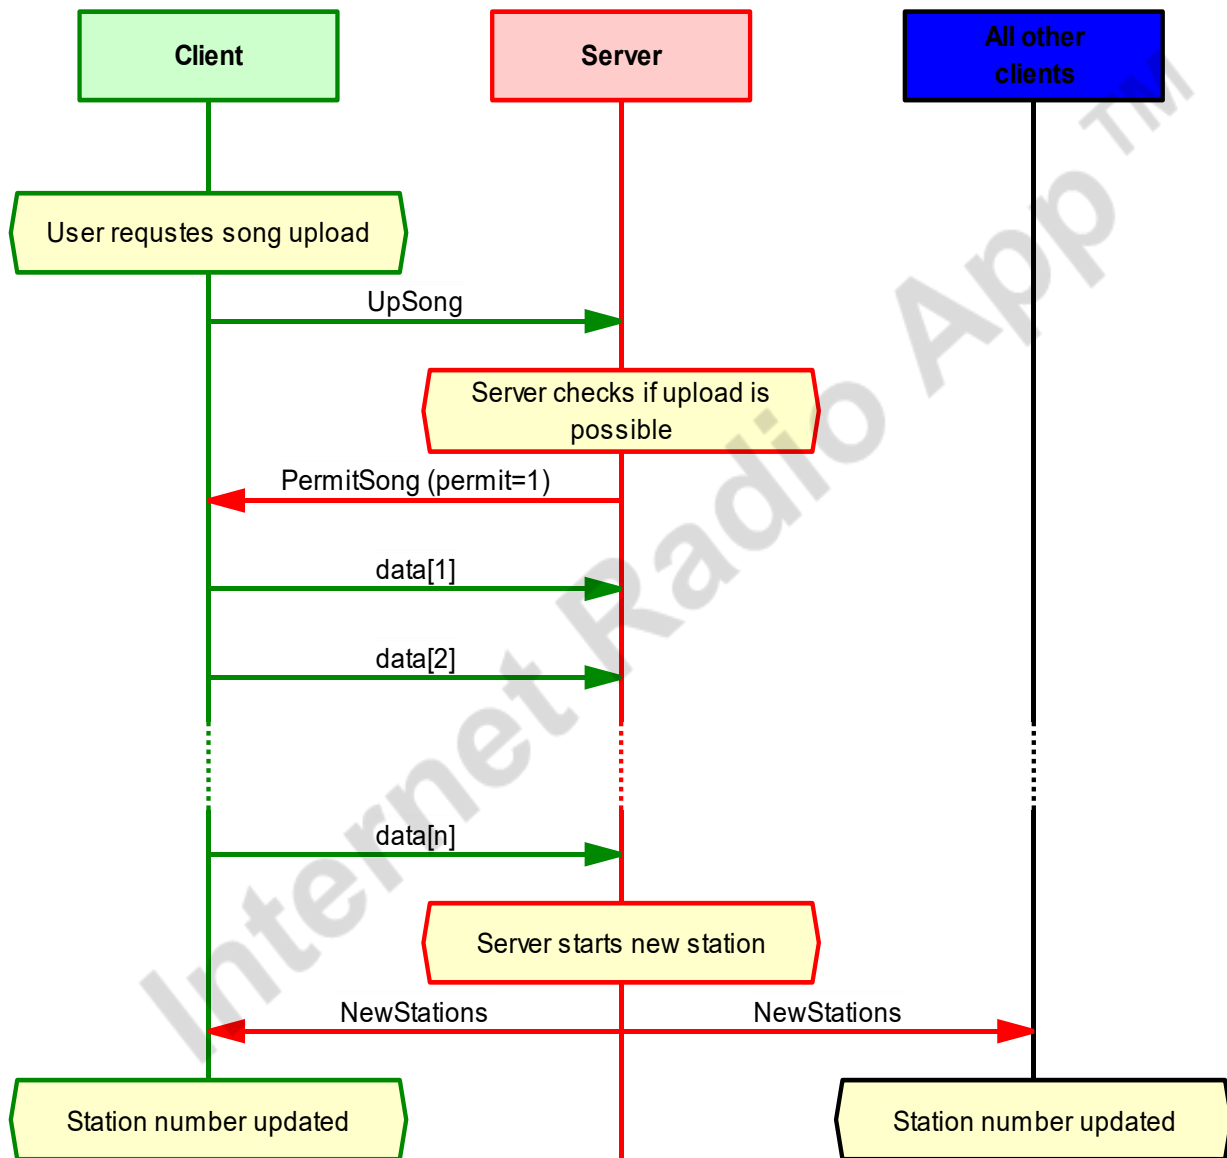 Client
Server
All other
clients
User requstes song upload
UpSong
Server checks if upload is
possible
PermitSong (permit=1)
data[1]
data[2]
data[n]
Server starts new station
NewStations
NewStations
Station number updated
Station number updated
Internet Radio App™